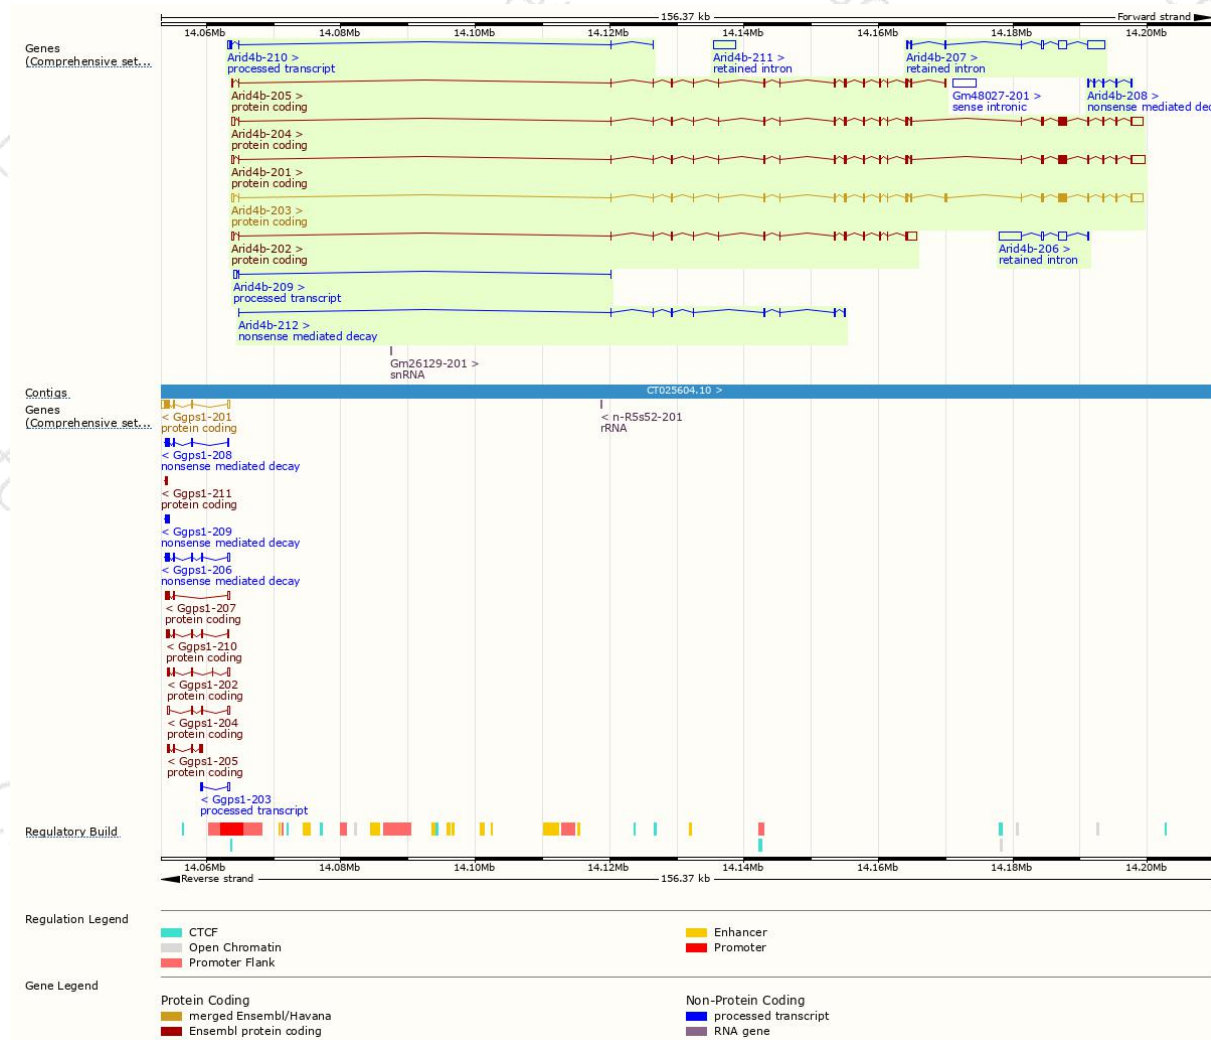 156.37 kb
Forward strand
14.06Mb 14.08Mb 14.10Mb 14.12Mb 14.14Mb 14.16Mb 14.18Mb 14.20Mb
Genes
(Comprehensive set...
Arid4b-210 > Arid4b-211 > Arid4b-207 >
processed transcript retained intron retained intron
Arid4b-205 > Gm48027-201 > Arid4b-208 >
protein coding sense intronic nonsense mediated dec
Arid4b-204 >
protein coding
Arid4b-201 >
protein coding
Arid4b-203 >
protein coding
Arid4b-202 > Arid4b-206 >
protein coding retained intron
Arid4b-209 >
processed transcript
Arid4b-212 >
nonsense mediated decay
Gm26129-201 >
snRNA
Contigs CT025604.10 >
Genes
(Comprehensive set...
< Ggps1-201 < n-R5s52-201
protein coding rRNA
< Ggps1-208
nonsense mediated decay
< Ggps1-211
protein coding
< Ggps1-209
nonsense mediated decay
< Ggps1-206
nonsense mediated decay
< Ggps1-207
protein coding
< Ggps1-210
protein coding
< Ggps1-202
protein coding
< Ggps1-204
protein coding
< Ggps1-205
protein coding
< Ggps1-203
processed transcript
Regulatory Build
14.06Mb 14.08Mb 14.10Mb 14.12Mb 14.14Mb 14.16Mb 14.18Mb 14.20Mb
Reverse strand 156.37 kb
Regulation Legend
CTCF Enhancer
Open Chromatin Promoter
Promoter Flank
Gene Legend
Protein Coding Non-Protein Coding
merged Ensembl/Havana processed transcript
Ensembl protein coding RNA gene